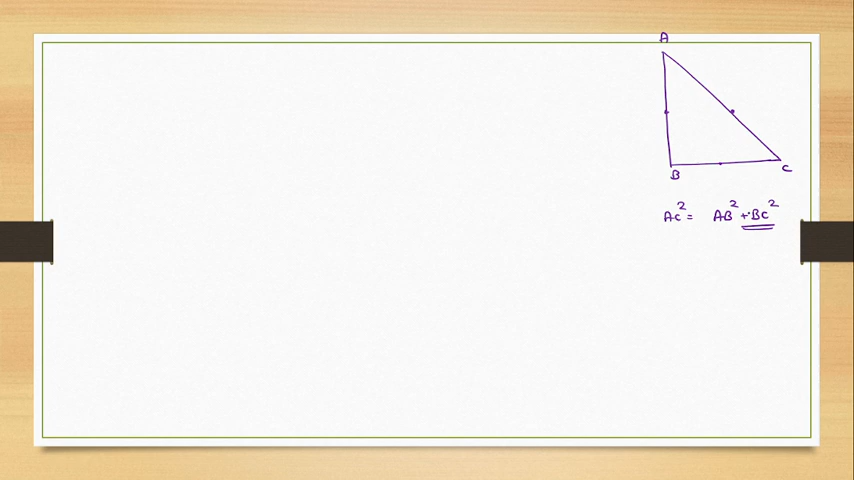 A
B
C
AC² = AB² + BC²